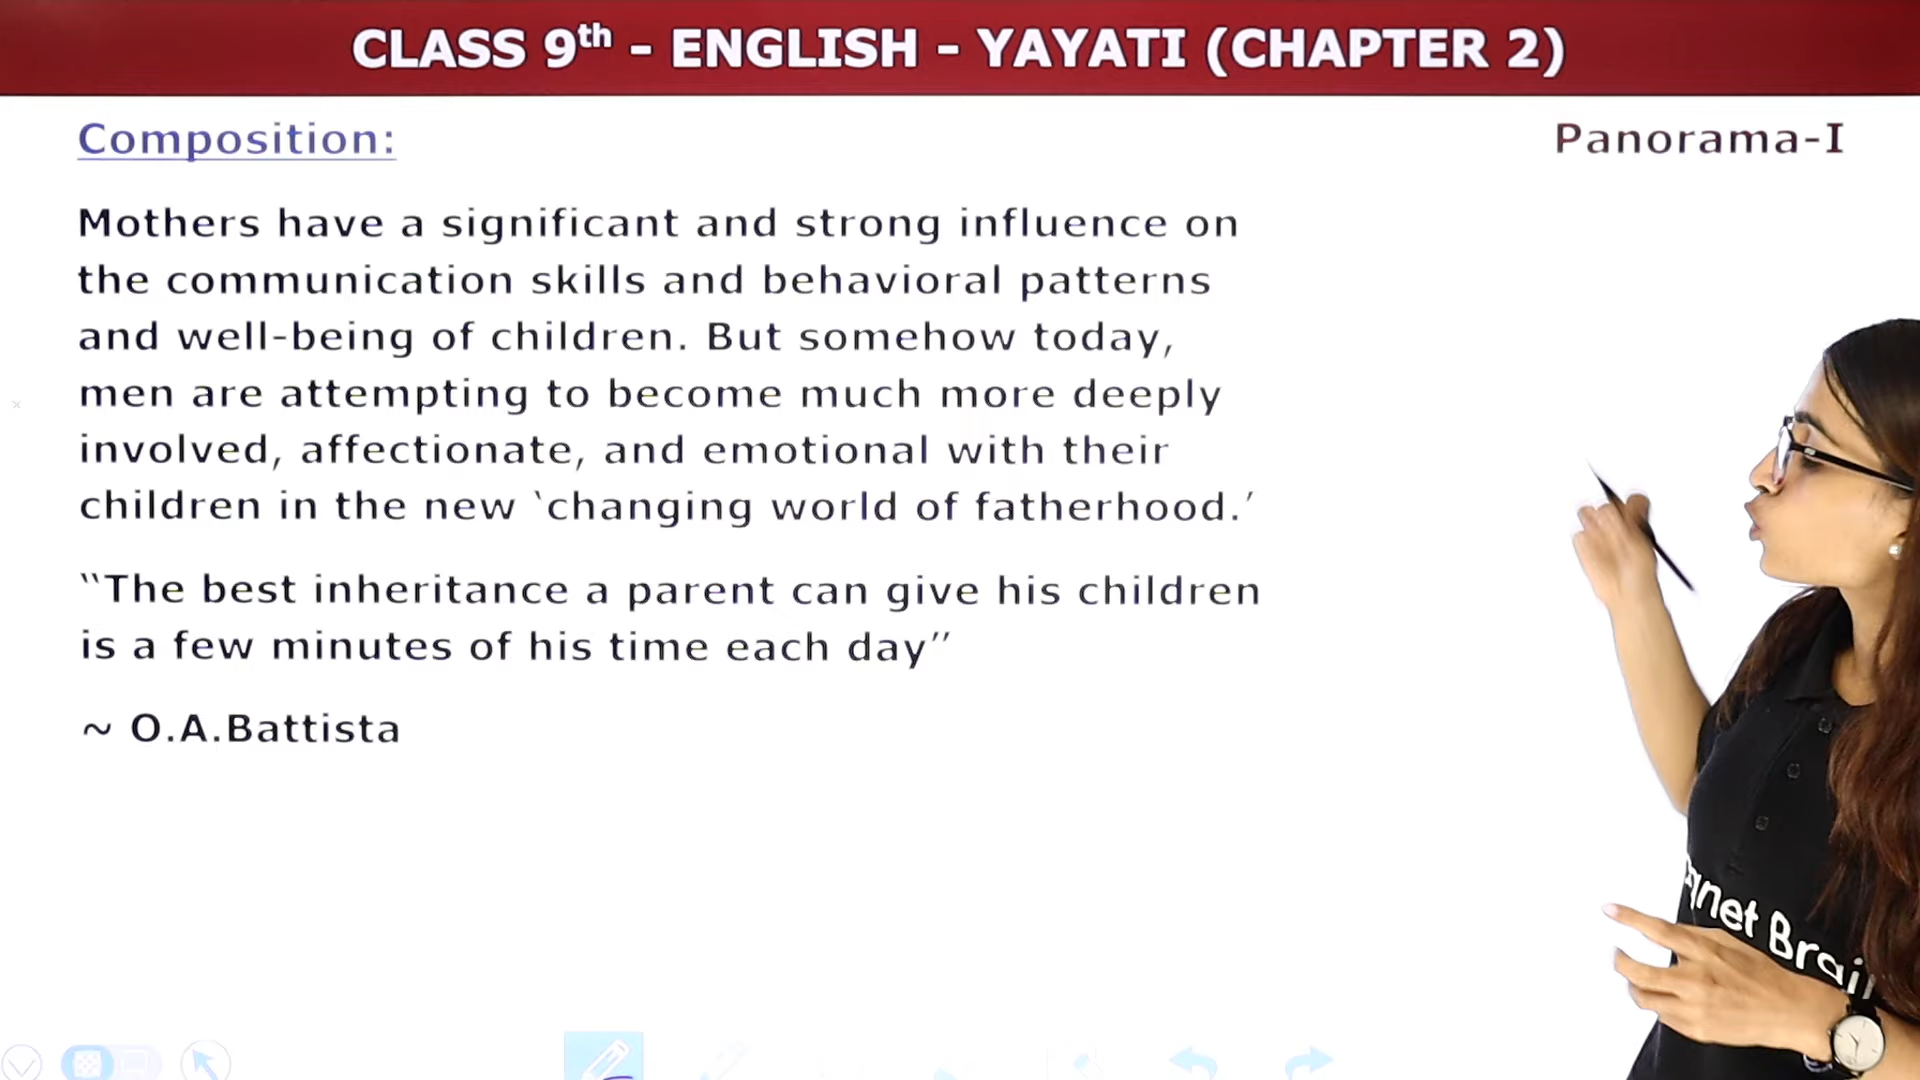 CLASS 9th - ENGLISH - YAYATI (CHAPTER 2)
Composition:
Panorama-I
Mothers have a significant and strong influence on
the communication skills and behavioral patterns
and well-being of children. But somehow today,
men are attempting to become much more deeply
involved, affectionate, and emotional with their
children in the new ‘changing world of fatherhood.’
“The best inheritance a parent can give his children
is a few minutes of his time each day”
~ O.A.Battista